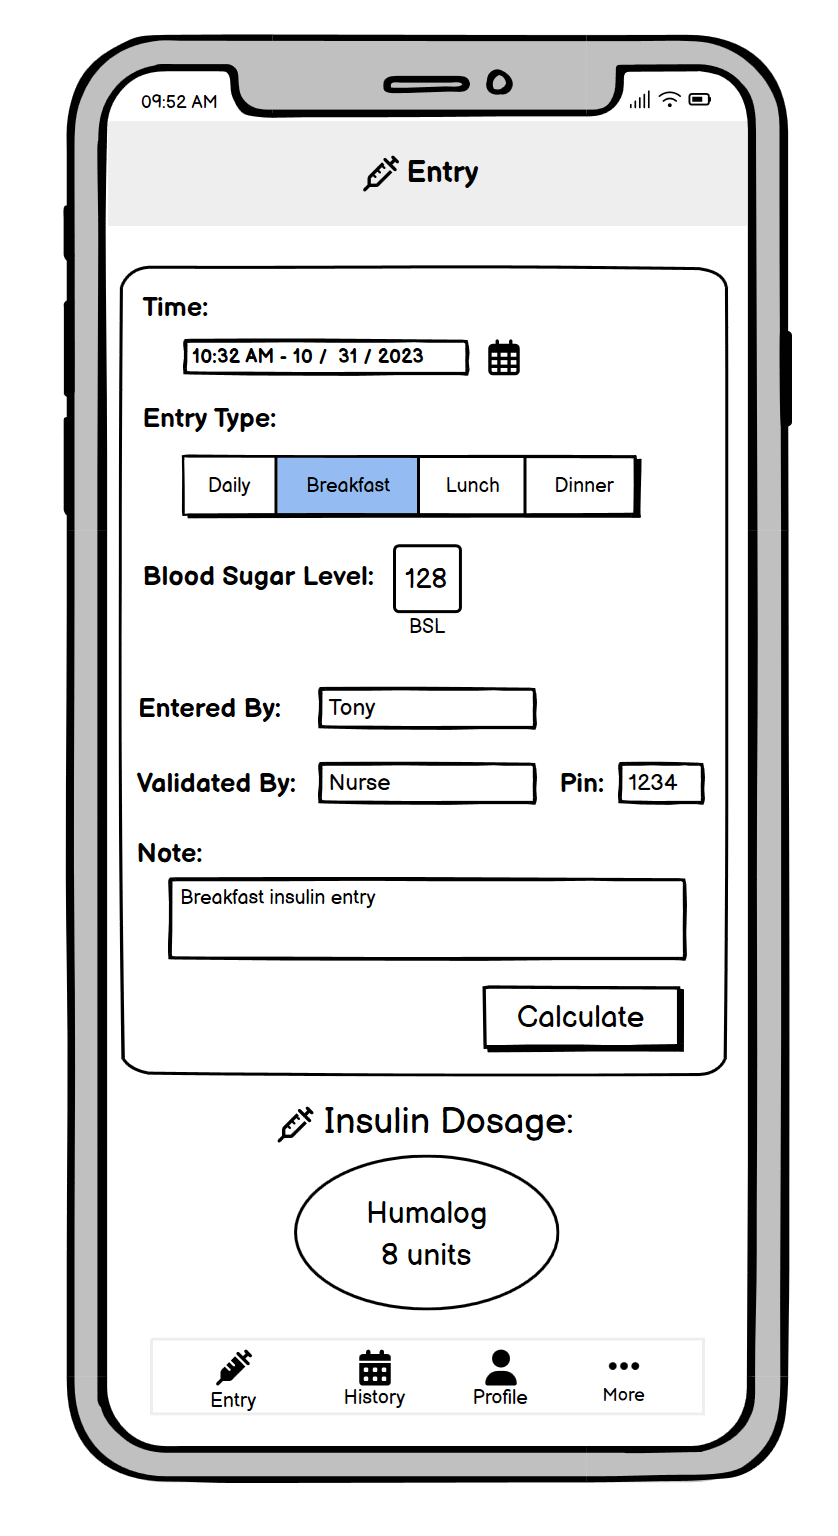 09:52 AM
Entry
Time:
10:32 AM - 10 / 31 / 2023
Entry Type:
Daily Breakfast Lunch Dinner
Blood Sugar Level: 128
BSL
Entered By: Tony
Validated By: Nurse Pin: 1234
Note:
Breakfast insulin entry
Calculate
Insulin Dosage:
Humalog
8 units
Entry History Profile More